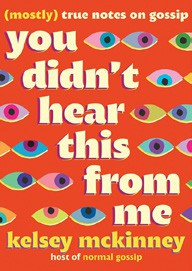 (mostly) true notes on gossip
you
didn't
hear
this
from
me
kelsey mckinney
host of normal gossip